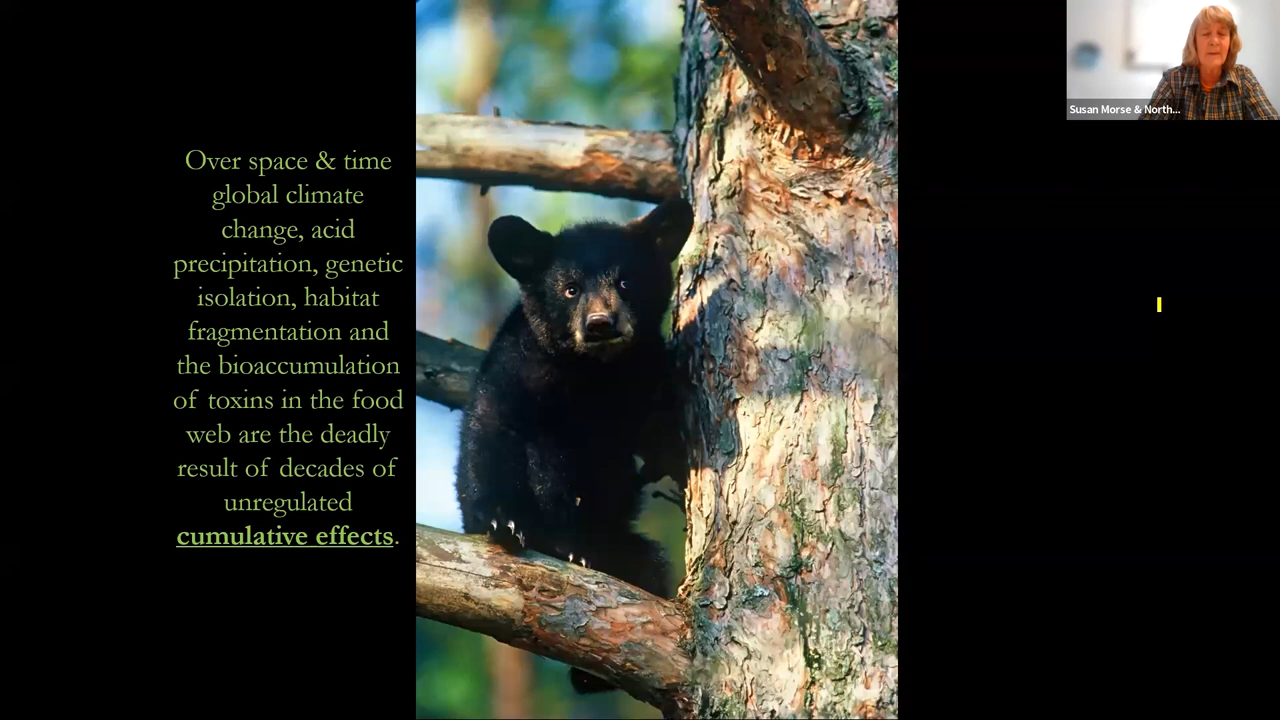 Over space & time
global climate
change, acid
precipitation, genetic
isolation, habitat
fragmentation and
the bioaccumulation
of toxins in the food
web are the deadly
result of decades of
unregulated
cumulative effects.
Susan Morse & North...